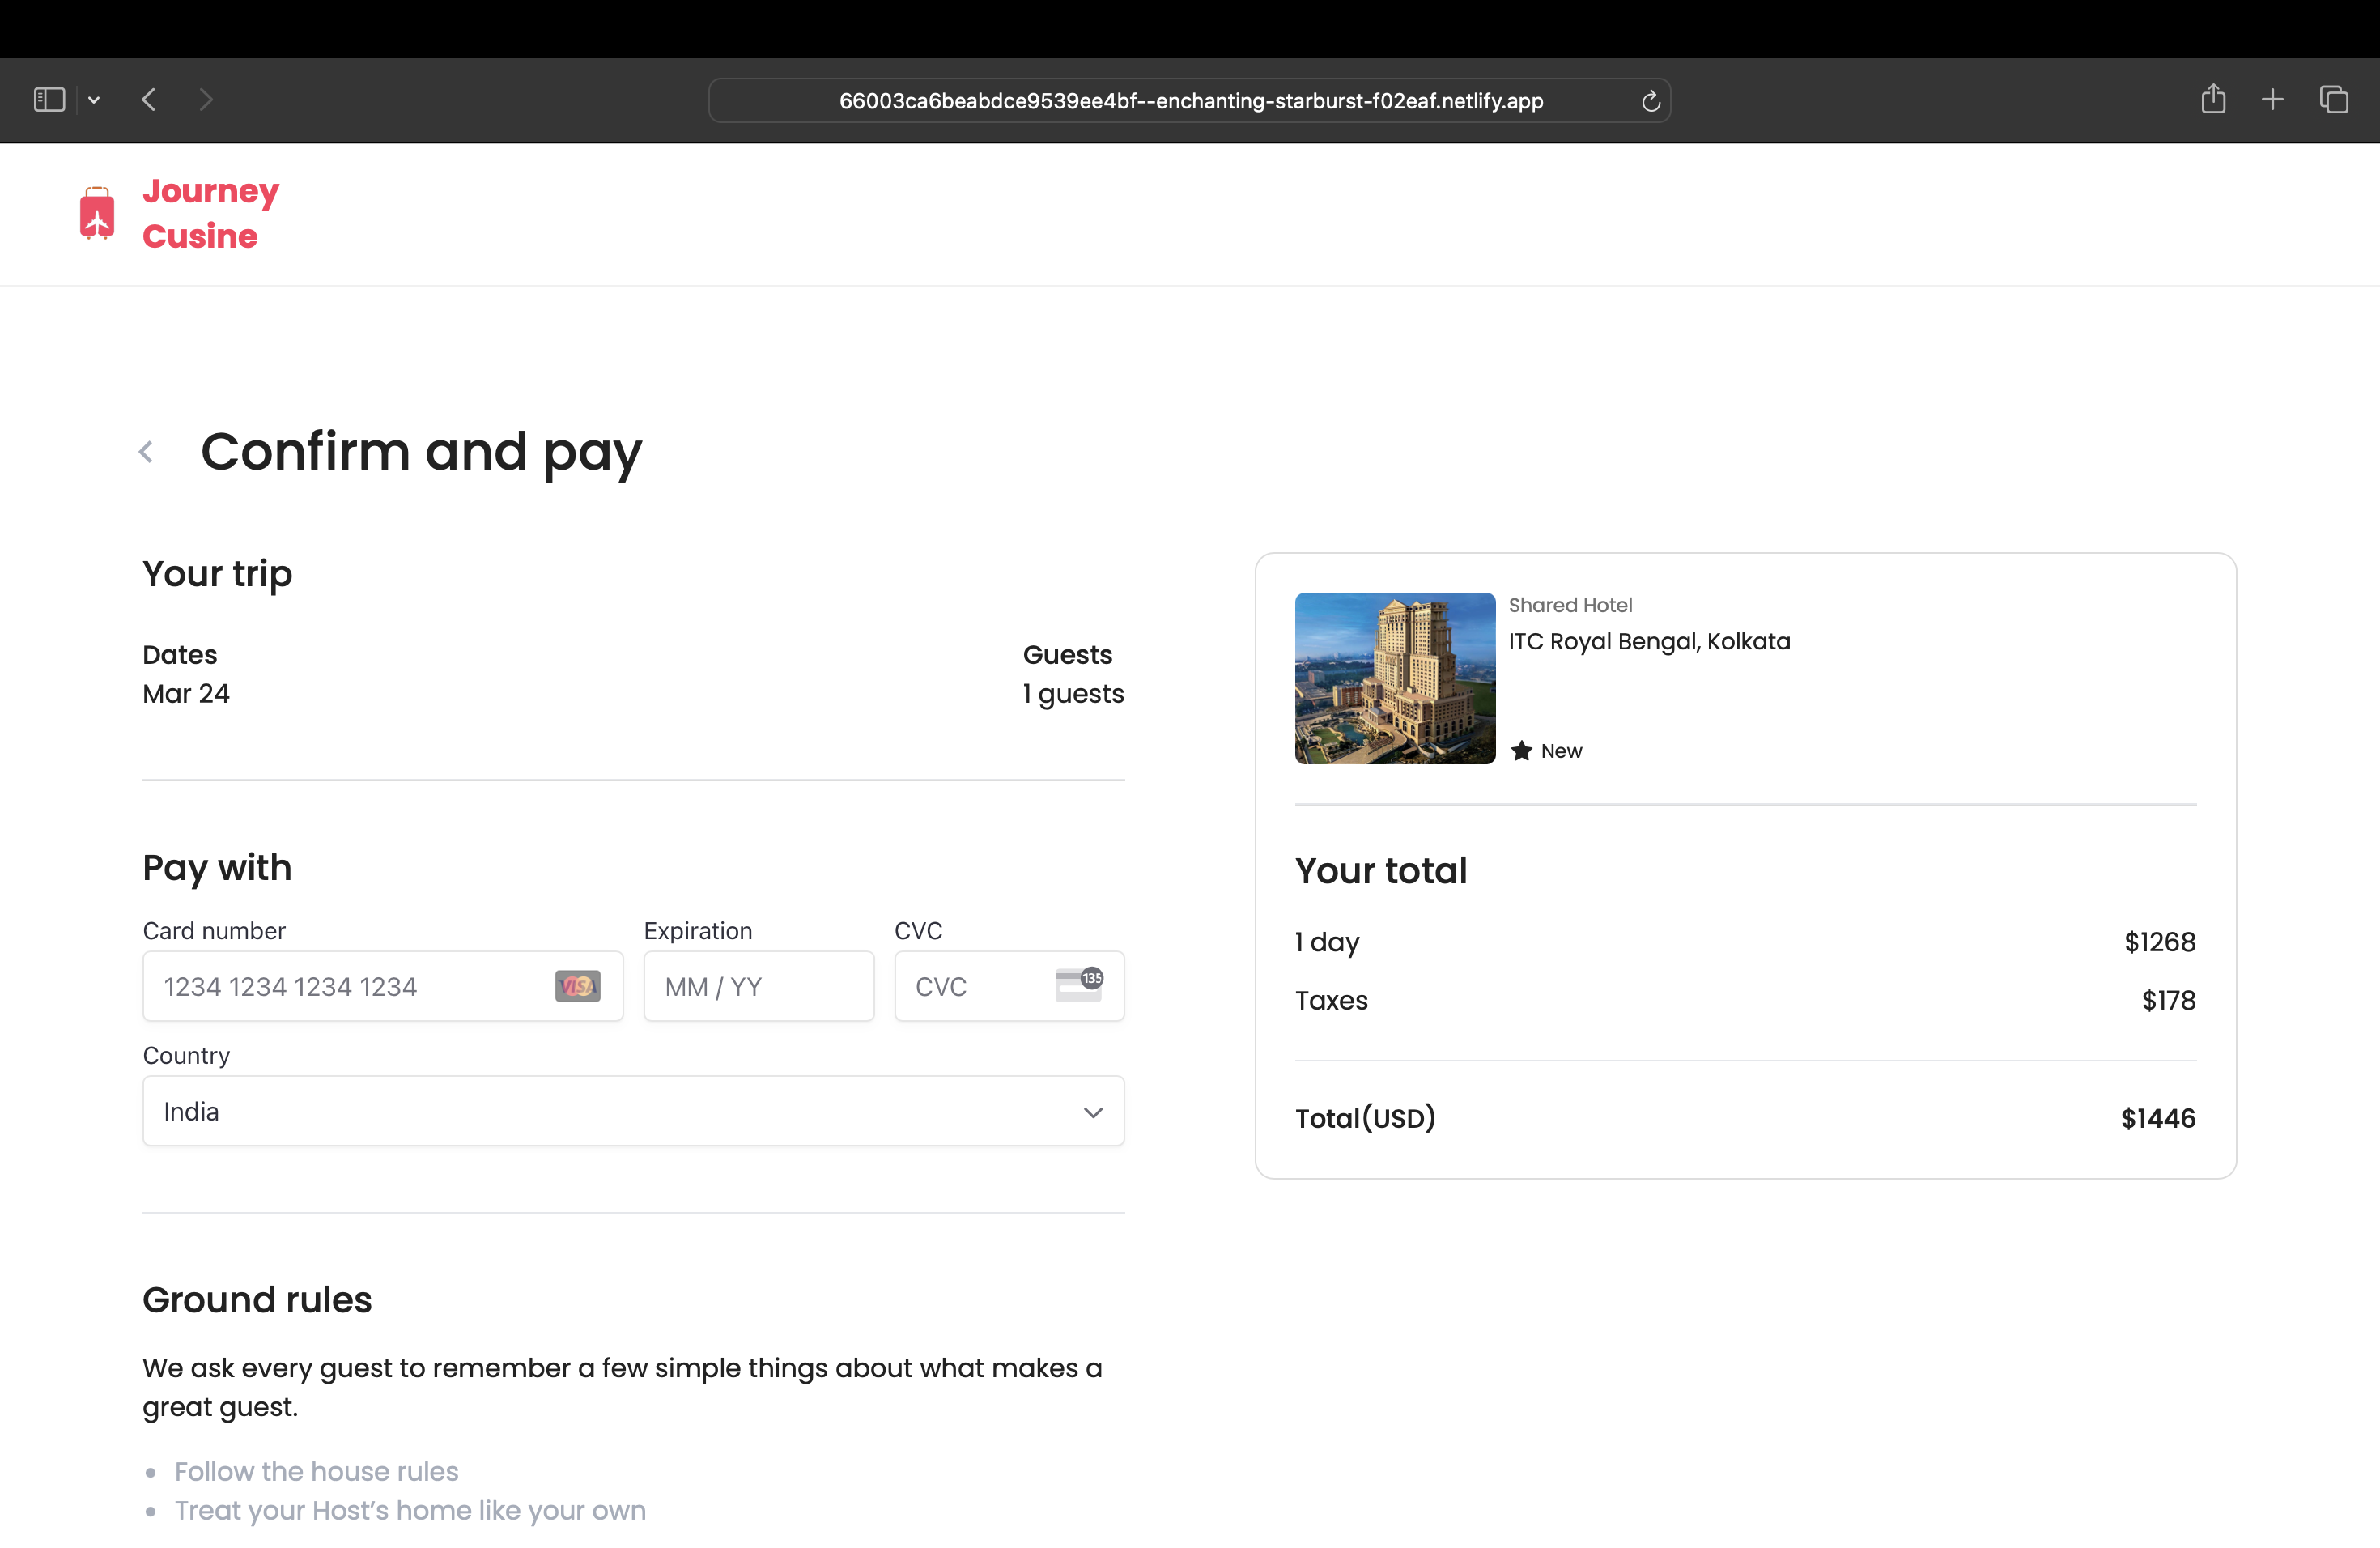 66003ca6beabdce9539ee4bf--enchanting-starburst-f02eaf.netlify.app
Journey
Cusine
Confirm and pay
Your trip
Dates
Guests
Mar 24
1 guests
Pay with
Card number
Expiration
CVC
1234 1234 1234 1234
VISA
MM / YY
CVC
135
Country
India
Ground rules
We ask every guest to remember a few simple things about what makes a
great guest.
• Follow the house rules
• Treat your Host’s home like your own
Shared Hotel
ITC Royal Bengal, Kolkata
New
Your total
1 day $1268
Taxes $178
Total(USD) $1446